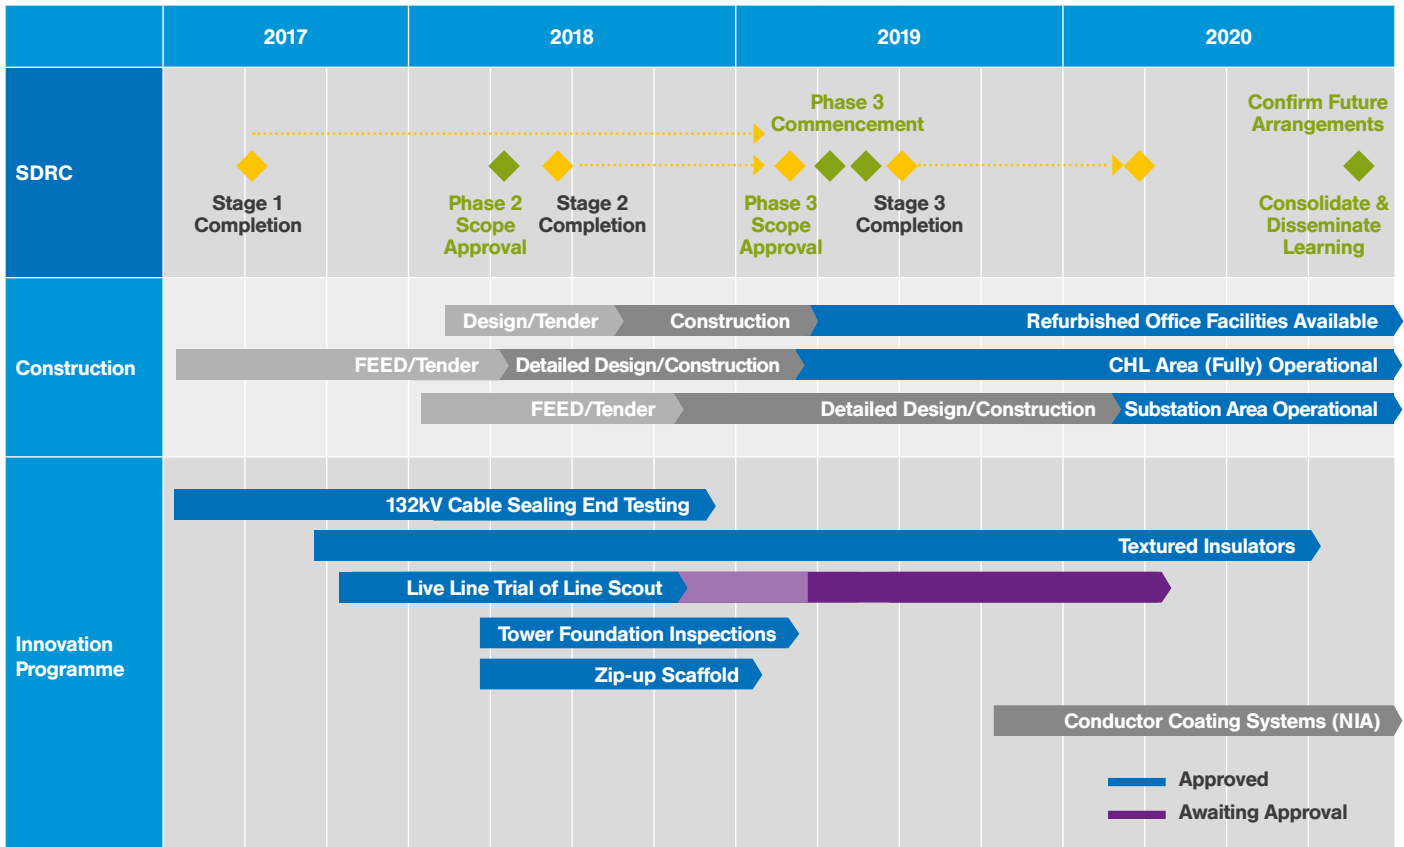 2017
2018
2019
2020
SDRC
Phase 3
Commencement
Confirm Future
Arrangements
Stage 1
Completion
Phase 2
Scope
Approval
Stage 2
Completion
Phase 3
Scope
Approval
Stage 3
Completion
Consolidate &
Disseminate
Learning
Construction
Design/Tender
Construction
Refurbished Office Facilities Available
FEED/Tender
Detailed Design/Construction
CHL Area (Fully) Operational
FEED/Tender
Detailed Design/Construction
Substation Area Operational
Innovation
Programme
132kV Cable Sealing End Testing
Textured Insulators
Live Line Trial of Line Scout
Tower Foundation Inspections
Zip-up Scaffold
Conductor Coating Systems (NIA)
Approved
Awaiting Approval